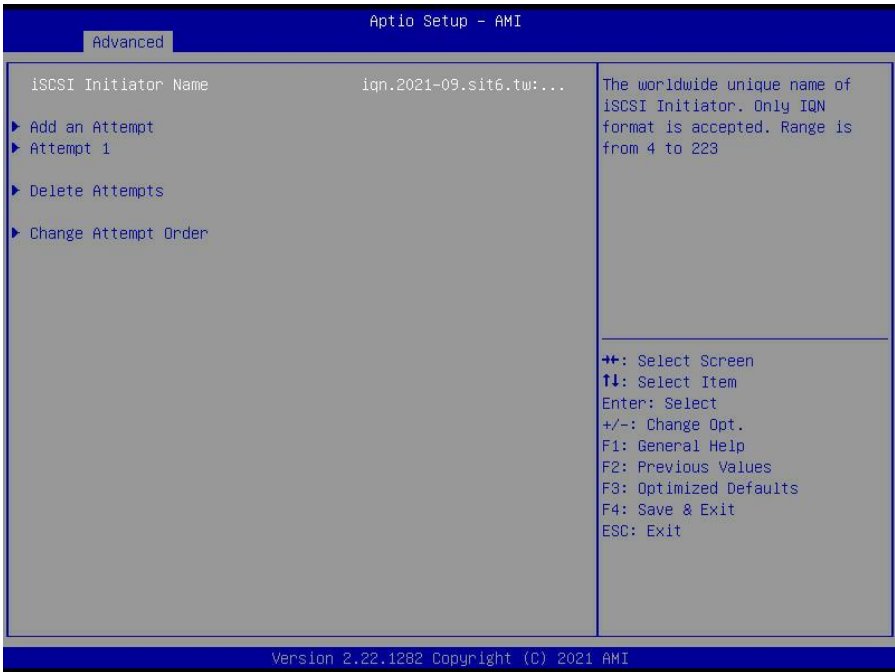 Aptio Setup - AMI
Advanced
iSCSI Initiator Name iqn.2021-09.sit6.tw:...
▶ Add an Attempt
▶ Attempt 1
▶ Delete Attempts
▶ Change Attempt Order
The worldwide unique name of
iSCSI Initiator. Only IQN
format is accepted. Range is
from 4 to 223
→←: Select Screen
↑↓: Select Item
Enter: Select
+/-: Change Opt.
F1: General Help
F2: Previous Values
F3: Optimized Defaults
F4: Save & Exit
ESC: Exit
Version 2.22.1282 Copyright (C) 2021 AMI